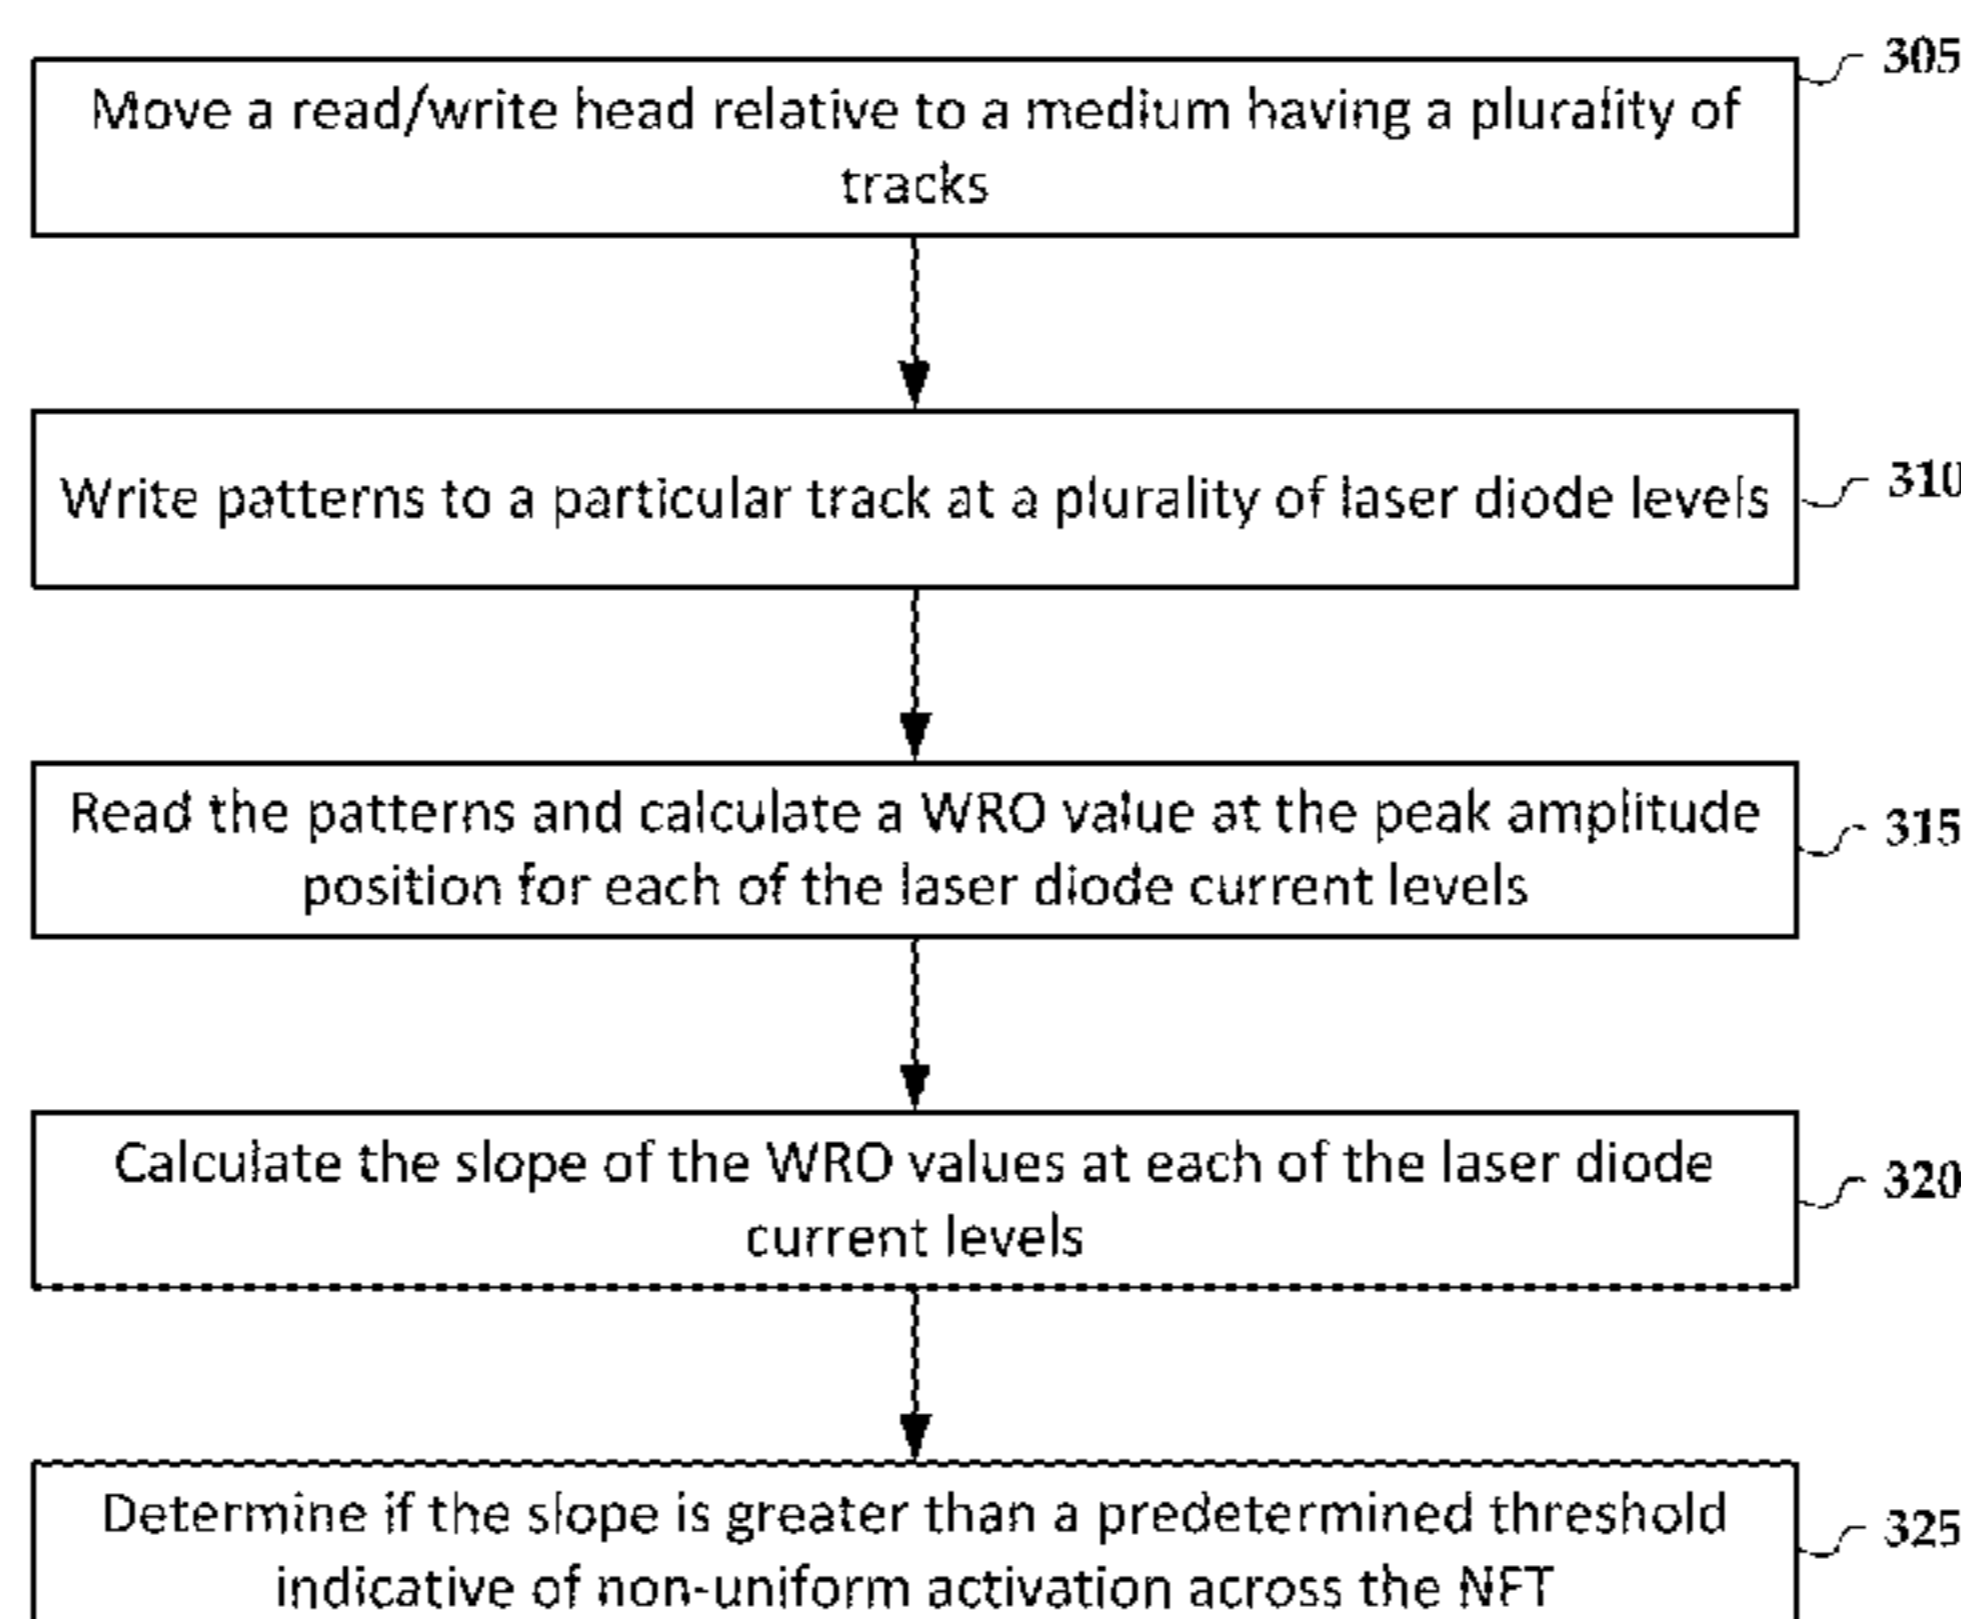 305
Move a read/write head relative to a medium having a plurality of
tracks
Write patterns to a particular track at a plurality of laser diode levels
310
Read the patterns and calculate a WRO value at the peak amplitude
position for each of the laser diode current levels
315
Calculate the slope of the WRO values at each of the laser diode
current levels
320
Determine if the slope is greater than a predetermined threshold
indicative of non-uniform activation across the NFT
325